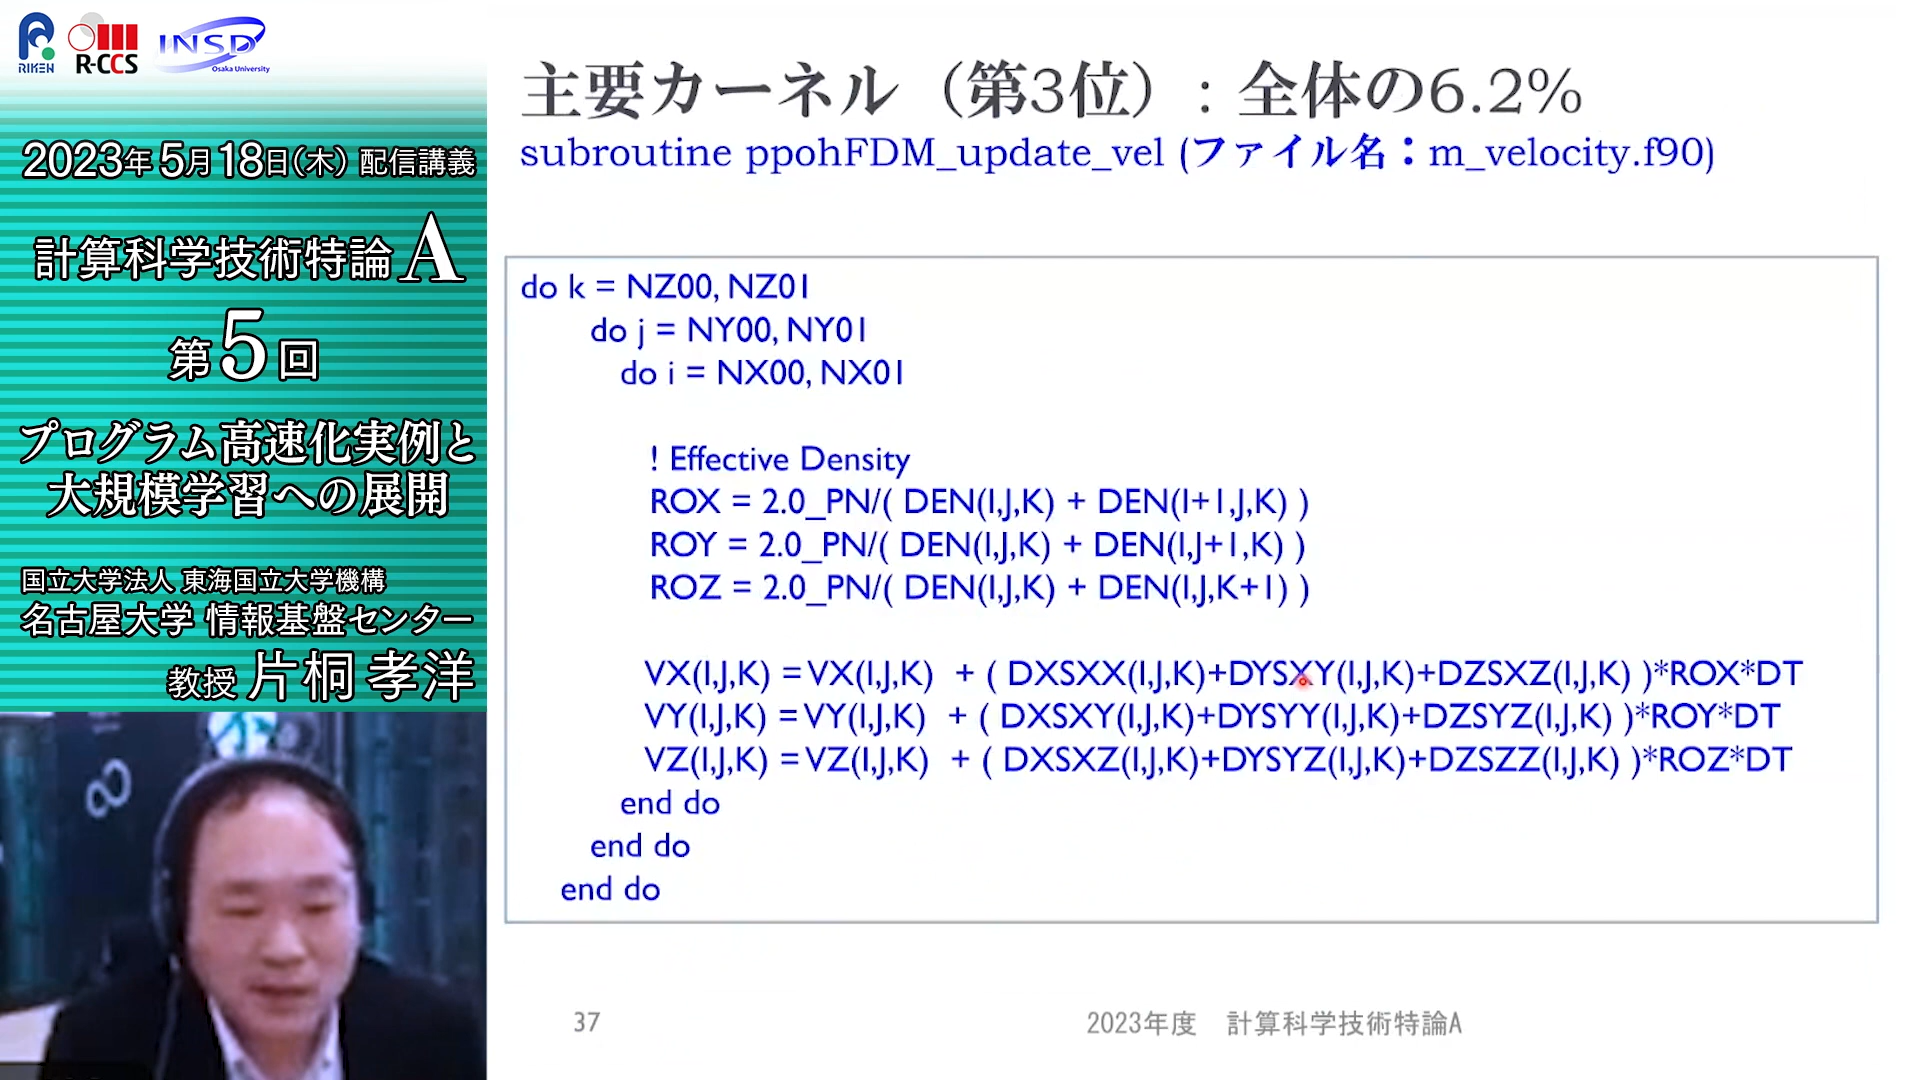 RIKEN
R-CCS
INSD
Osaka University
2023年5月18日(木) 配信講義
計算科学技術特論A
第5回
プログラム高速化実例と
大規模学習への展開
国立大学法人 東海国立大学機構
名古屋大学 情報基盤センター
教授 片桐 孝洋
主要カーネル（第3位）: 全体の6.2%
subroutine ppohFDM_update_vel (ファイル名：m_velocity.f90)
do k = NZ00, NZ01
do j = NY00, NY01
do i = NX00, NX01
! Effective Density
ROX = 2.0_PN/( DEN(I,J,K) + DEN(I+1,J,K) )
ROY = 2.0_PN/( DEN(I,J,K) + DEN(I,J+1,K) )
ROZ = 2.0_PN/( DEN(I,J,K) + DEN(I,J,K+1) )
VX(I,J,K) = VX(I,J,K) + ( DXSXX(I,J,K)+DYSXY(I,J,K)+DZSXZ(I,J,K) )*ROX*DT
VY(I,J,K) = VY(I,J,K) + ( DXSXY(I,J,K)+DYSYY(I,J,K)+DZSYZ(I,J,K) )*ROY*DT
VZ(I,J,K) = VZ(I,J,K) + ( DXSXZ(I,J,K)+DYSYZ(I,J,K)+DZSZZ(I,J,K) )*ROZ*DT
end do
end do
end do
37
2023年度 計算科学技術特論A